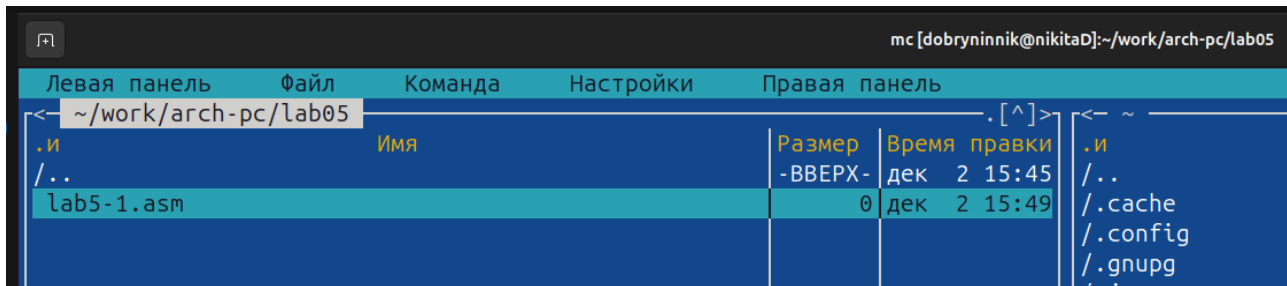 mc [dobryninnik@nikitaD]:~/work/arch-pc/lab05
Левая панель Файл Команда Настройки Правая панель
<— ~/work/arch-pc/lab05 .[^]> <— ~
.и Имя Размер Время правки .и
/.. -ВВЕРХ- дек 2 15:45 /..
lab5-1.asm 0 дек 2 15:49 /.cache
/.config
/.gnupg